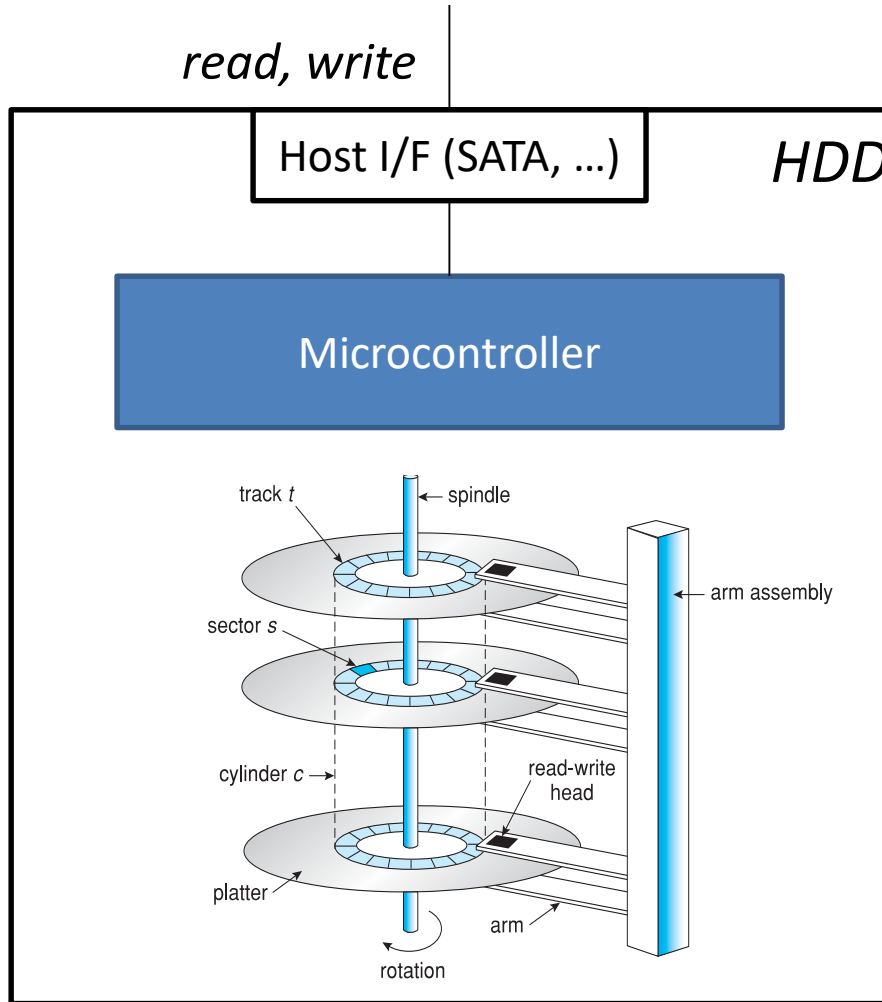 read, write
Host I/F (SATA, …)
HDD
Microcontroller
track t
spindle
arm assembly
sector s
cylinder c
read-write
head
platter
arm
rotation